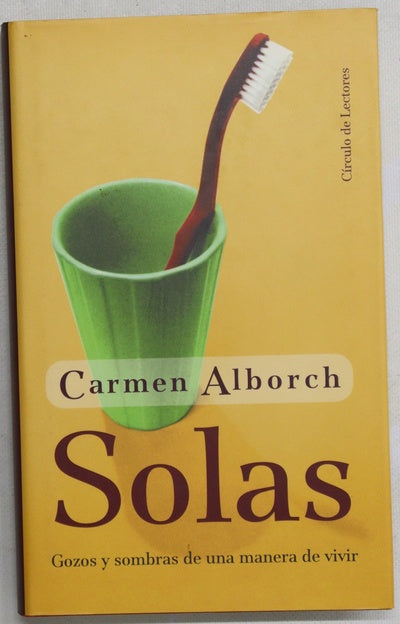 Círculo de Lectores
Carmen Alborch
Solas
Gozos y sombras de una manera de vivir